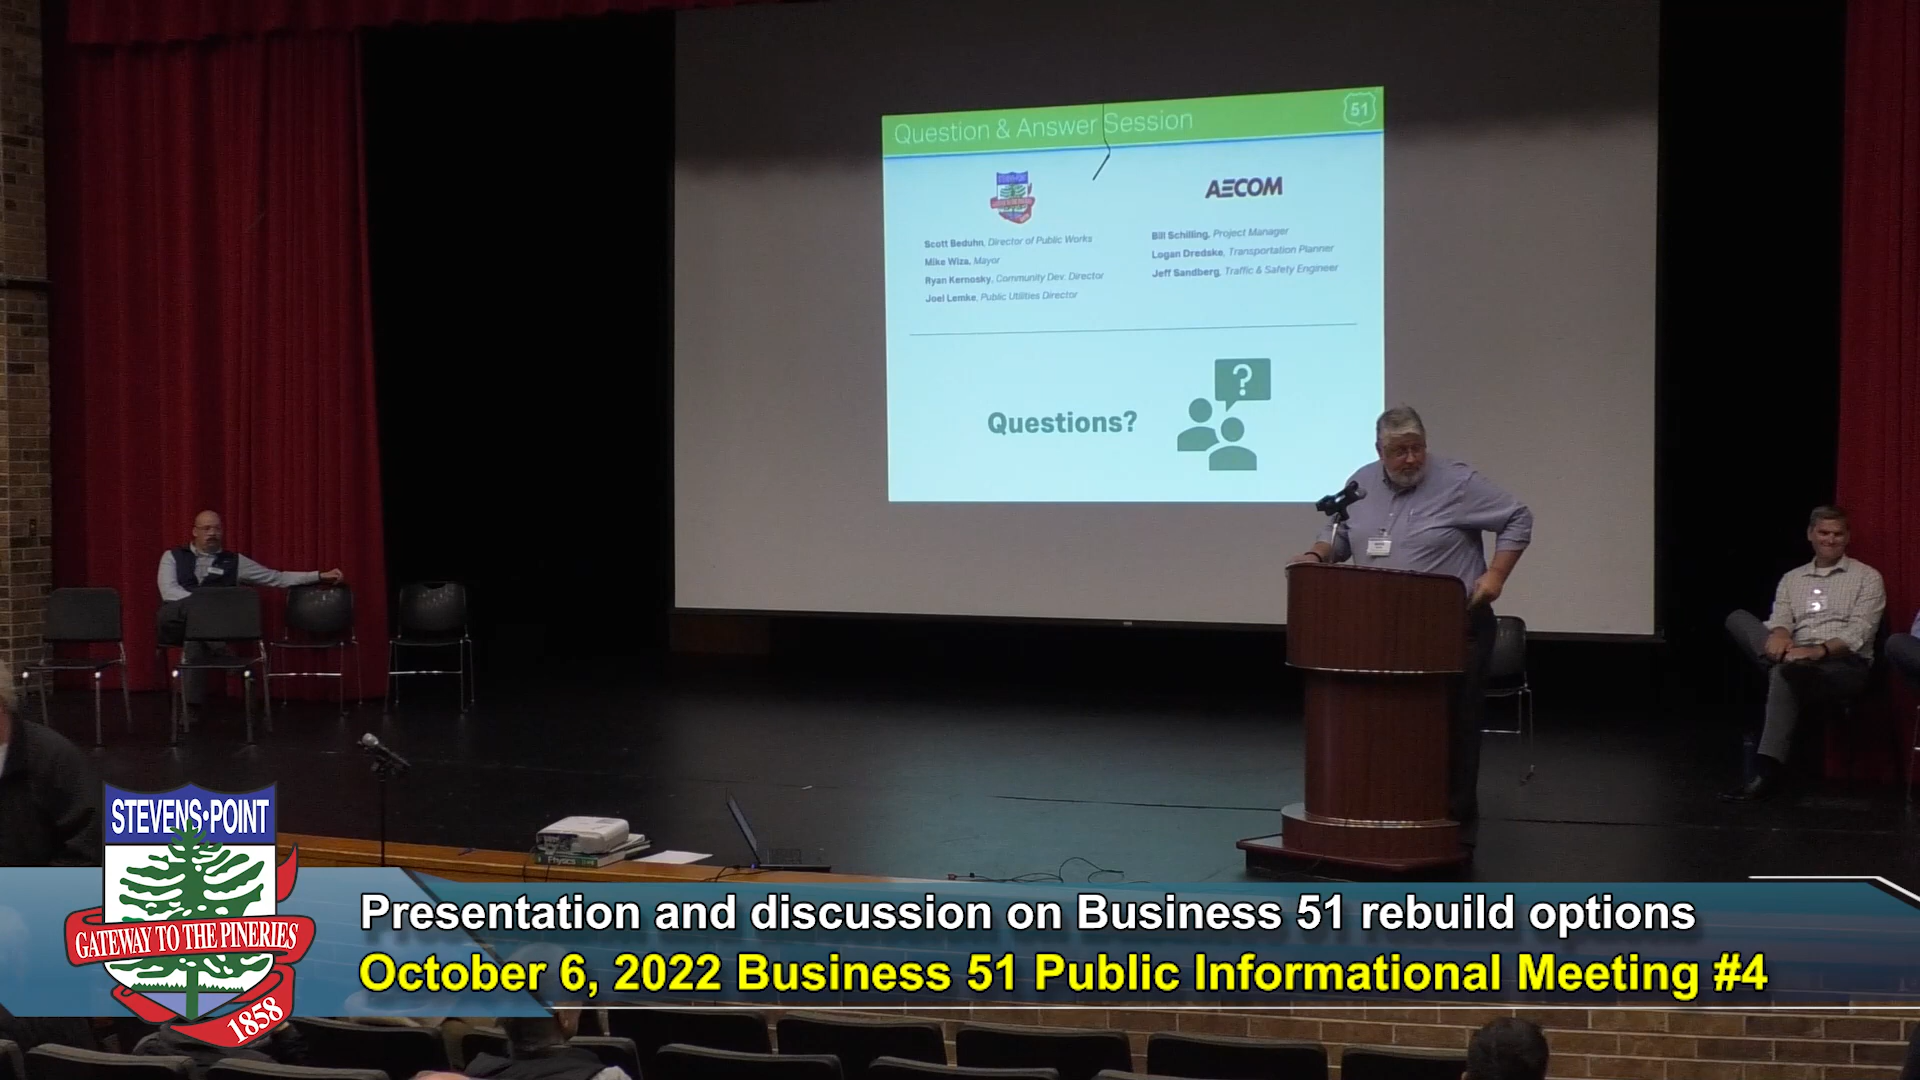 Question & Answer Session
51
STEVENS·POINT
AECOM
Scott Beduhn, Director of Public Works
Mike Wiza, Mayor
Ryan Kernosky, Community Dev. Director
Joel Lemke, Public Utilities Director
Bill Schilling, Project Manager
Logan Dredske, Transportation Planner
Jeff Sandberg, Traffic & Safety Engineer
?
Questions?
Physics
STEVENS·POINT
GATEWAY TO THE PINERIES
1858
Presentation and discussion on Business 51 rebuild options
October 6, 2022 Business 51 Public Informational Meeting #4